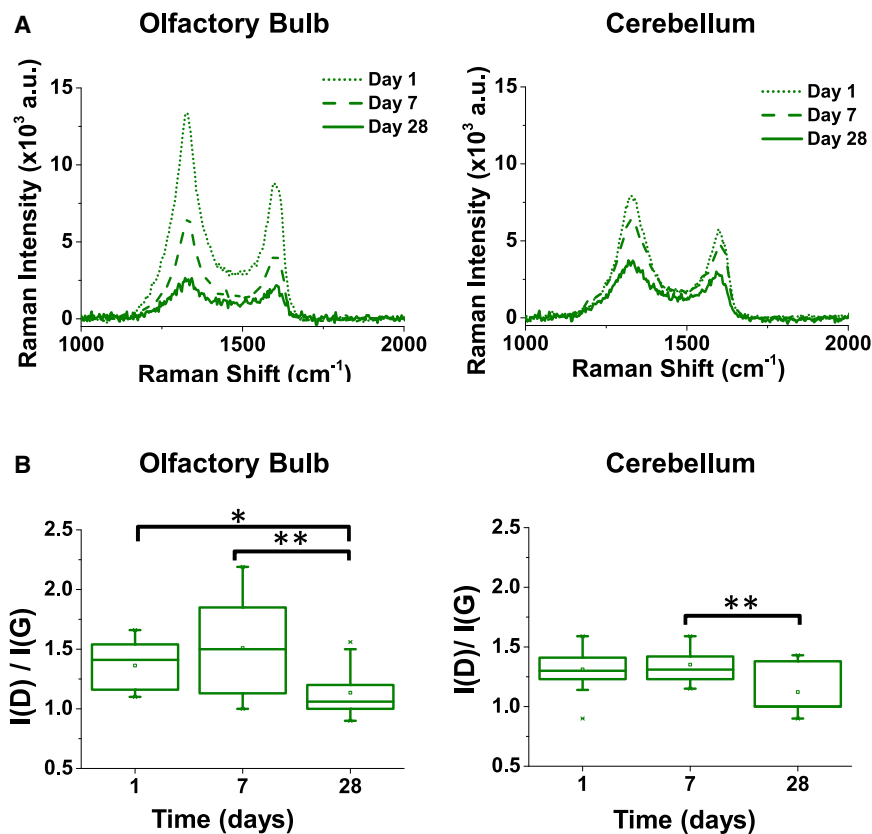 A
Olfactory Bulb
Raman Intensity (x10³ a.u.)
15
10
5
0
1000
1500
2000
Raman Shift (cm⁻¹)
Day 1
Day 7
Day 28
Cerebellum
Raman Intensity (x10³ a.u.)
15
10
5
0
1000
1500
2000
Raman Shift (cm⁻¹)
Day 1
Day 7
Day 28
B
Olfactory Bulb
I(D) / I(G)
2.5
2.0
1.5
1.0
0.5
*
**
1
7
28
Time (days)
Cerebellum
I(D)/ I(G)
2.5
2.0
1.5
1.0
0.5
**
1
7
28
Time (days)